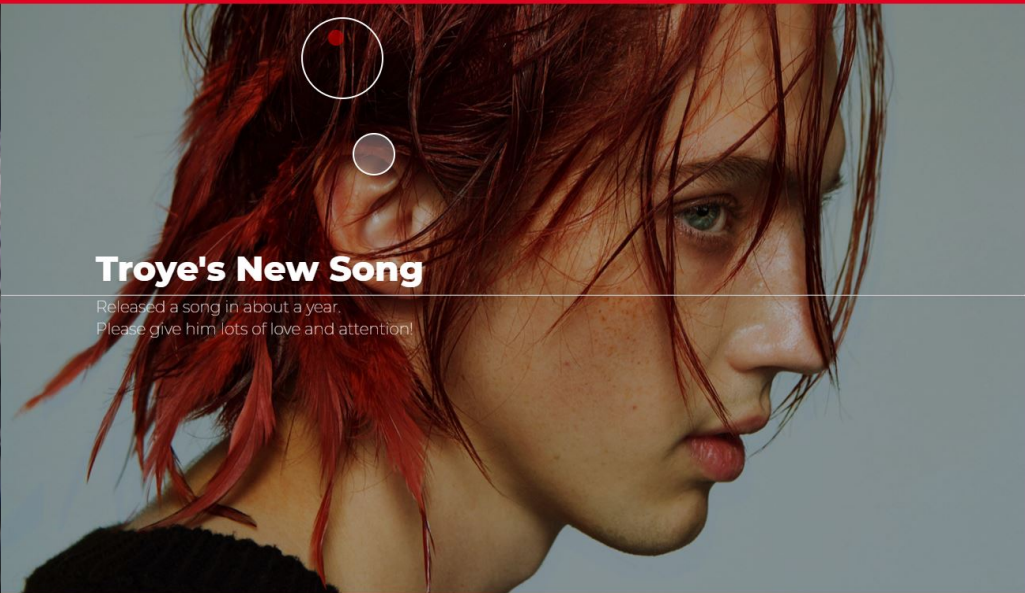 Troye's New Song
Released a song in about a year.
Please give him lots of love and attention!